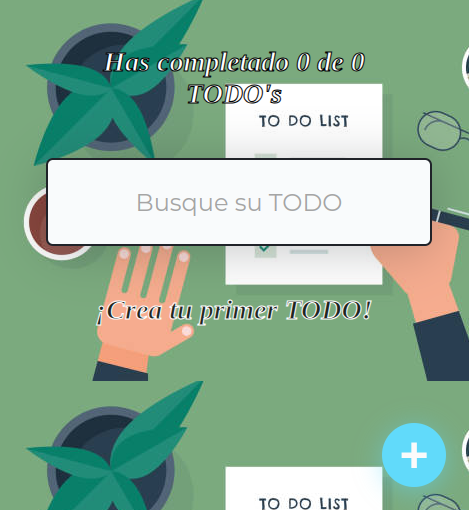 Has completado 0 de 0
TODO's
TO DO LIST
Busque su TODO
¡Crea tu primer TODO!
+
TO DO LIST